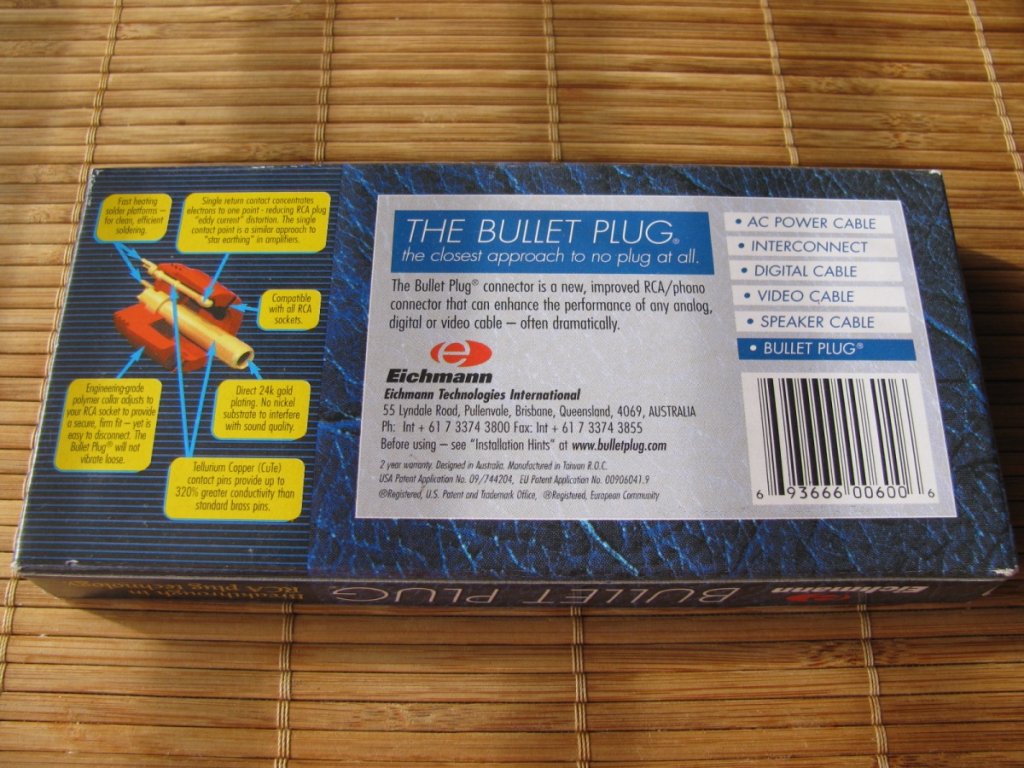 Fast heating
solder platforms –
for clean, efficient
soldering.
Single return contact concentrates
electrons to one point - reducing RCA plug
"eddy current" distortion. The single
contact point is a similar approach to
"star earthing" in amplifiers.
Compatible
with all RCA
sockets.
Engineering-grade
polymer collar adjusts to
your RCA socket to provide
a secure, firm fit – yet is
easy to disconnect. The
Bullet Plug® will not
vibrate loose.
Direct 24k gold
plating. No nickel
substrate to interfere
with sound quality.
Tellurium Copper (CuTe)
contact pins provide up to
320% greater conductivity than
standard brass pins.
THE BULLET PLUG®
the closest approach to no plug at all.
The Bullet Plug® connector is a new, improved RCA/phono
connector that can enhance the performance of any analog,
digital or video cable – often dramatically.
e
Eichmann
Eichmann Technologies International
55 Lyndale Road, Pullenvale, Brisbane, Queensland, 4069, AUSTRALIA
Ph: Int + 61 7 3374 3800 Fax: Int + 61 7 3374 3855
Before using – see "Installation Hints" at www.bulletplug.com
2 year warranty. Designed in Australia. Manufactured in Taiwan R.O.C.
USA Patent Application No. 09/744204, EU Patent Application No. 00906041.9
®Registered, U.S. Patent and Trademark Office, ®Registered, European Community
• AC POWER CABLE
• INTERCONNECT
• DIGITAL CABLE
• VIDEO CABLE
• SPEAKER CABLE
• BULLET PLUG®
6 93666 00600 6
Eichmann
BULLET PLUG
breakthrough in
RCA plug technology